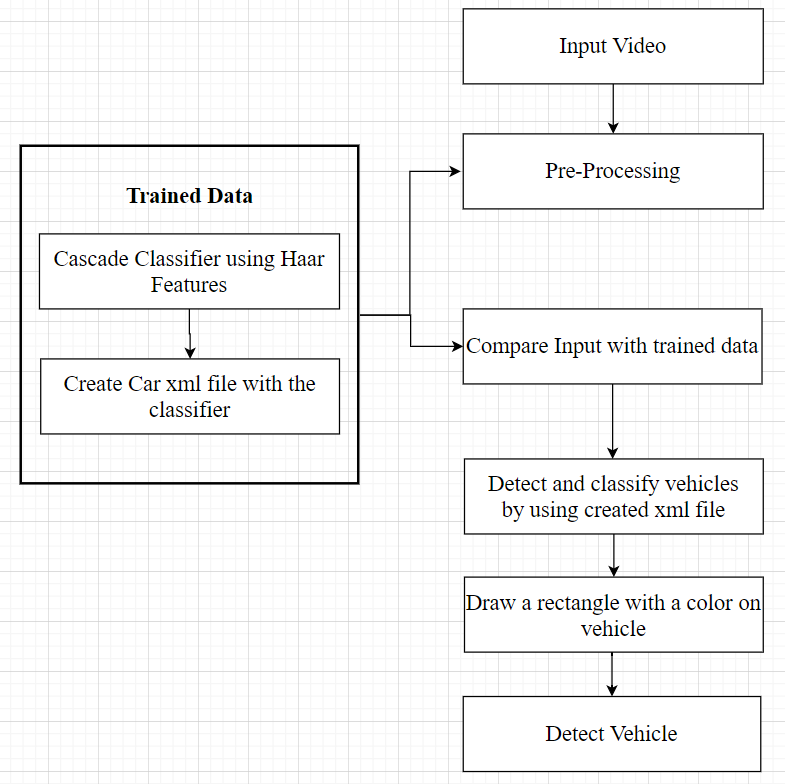 Input Video
Pre-Processing
Trained Data
Cascade Classifier using Haar
Features
Create Car xml file with the
classifier
Compare Input with trained data
Detect and classify vehicles
by using created xml file
Draw a rectangle with a color on
vehicle
Detect Vehicle